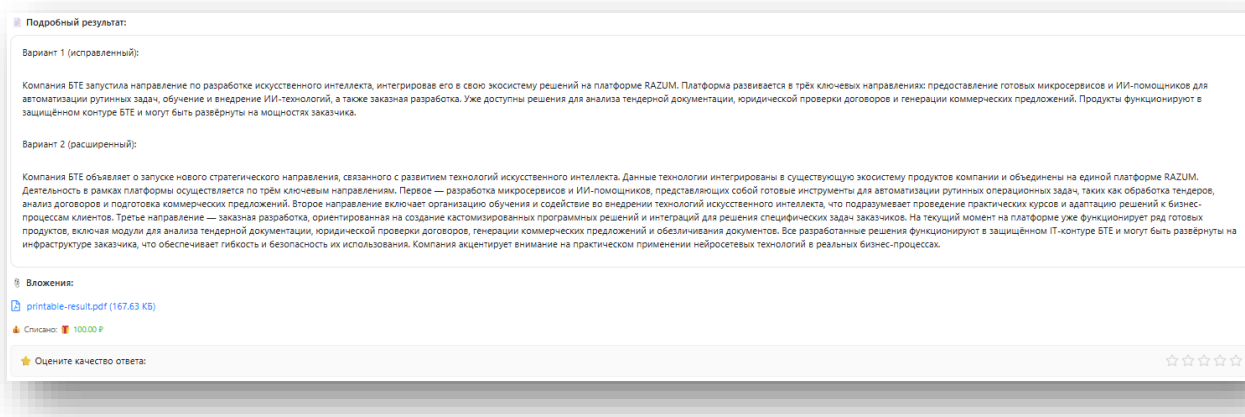 Подробный результат:
Вариант 1 (исправленный):
Компания БТЕ запустила направление по разработке искусственного интеллекта, интегрировав его в свою экосистему решений на платформе RAZUM. Платформа развивается в трёх ключевых направлениях: предоставление готовых микросервисов и ИИ-помощников для
автоматизации рутинных задач, обучение и внедрение ИИ-технологий, а также заказная разработка. Уже доступны решения для анализа тендерной документации, юридической проверки договоров и генерации коммерческих предложений. Продукты функционируют в
защищённом контуре БТЕ и могут быть развёрнуты на мощностях заказчика.
Вариант 2 (расширенный):
Компания БТЕ объявляет о запуске нового стратегического направления, связанного с развитием технологий искусственного интеллекта. Данные технологии интегрированы в существующую экосистему продуктов компании и объединены на единой платформе RAZUM.
Деятельность в рамках платформы осуществляется по трём ключевым направлениям. Первое — разработка микросервисов и ИИ-помощников, представляющих собой готовые инструменты для автоматизации рутинных операционных задач, таких как обработка тендеров,
анализ договоров и подготовка коммерческих предложений. Второе направление включает организацию обучения и содействие во внедрении технологий искусственного интеллекта, что подразумевает проведение практических курсов и адаптацию решений к бизнес-
процессам клиентов. Третье направление — заказная разработка, ориентированная на создание кастомизированных программных решений и интеграций для решения специфических задач заказчиков. На текущий момент на платформе уже функционирует ряд готовых
продуктов, включая модули для анализа тендерной документации, юридической проверки договоров, генерации коммерческих предложений и обезличивания документов. Все разработанные решения функционируют в защищённом IT-контуре БТЕ и могут быть развёрнуты на
инфраструктуре заказчика, что обеспечивает гибкость и безопасность их использования. Компания акцентирует внимание на практическом применении нейросетевых технологий в реальных бизнес-процессах.
Вложения:
printable-result.pdf (167.63 КБ)
Списано: 100.00 ₽
Оцените качество ответа: